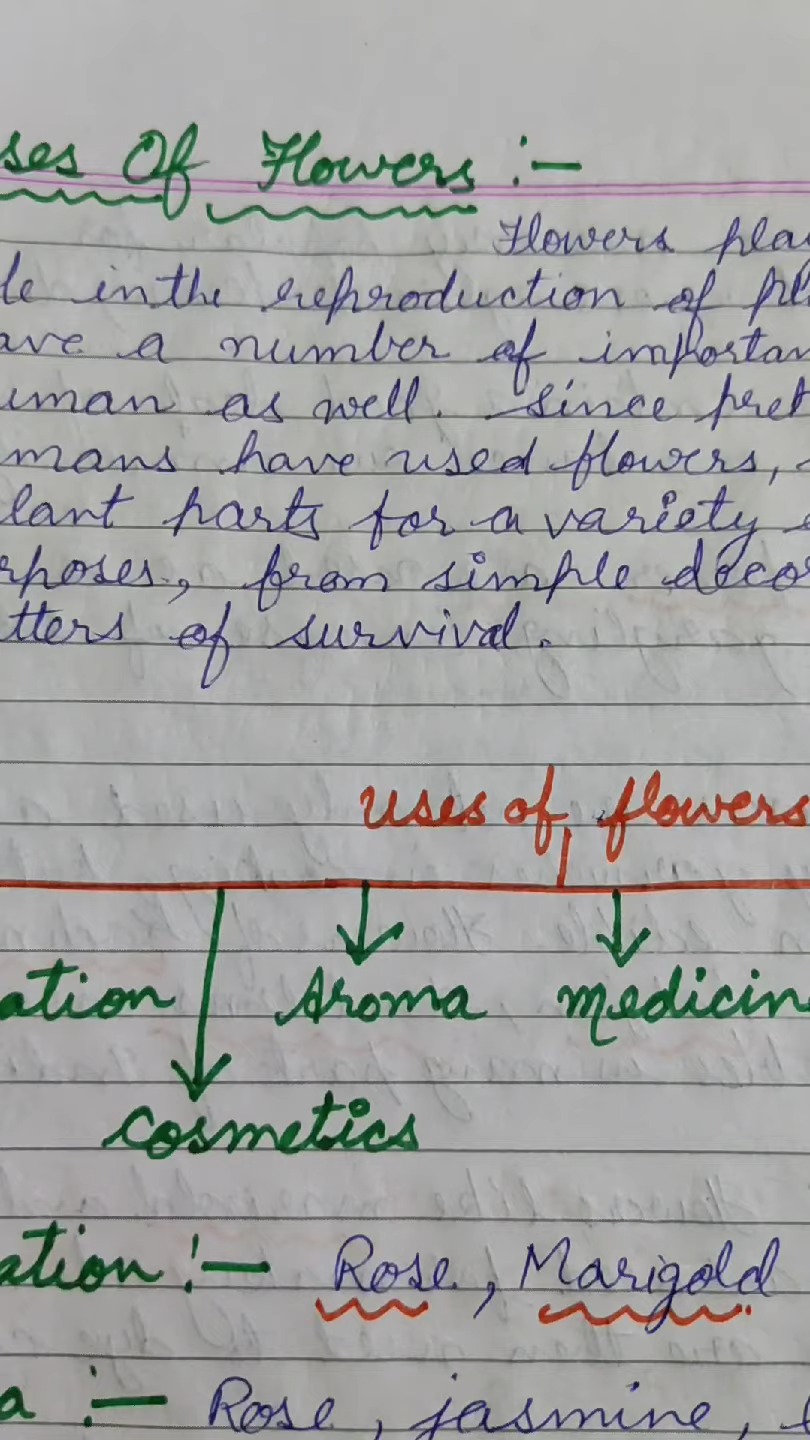 ses Of Flowers :-
Flowers pla
le in the reproduction of pl
ave a number of importan
uman as well. Since preh
mans have used flowers,
lant parts for a variety
rposes, from simple deco
tters of survival.
uses of flowers
ation Aroma medicin
cosmetics
ation :- Rose, Marigold
a :- Rose, jasmine,